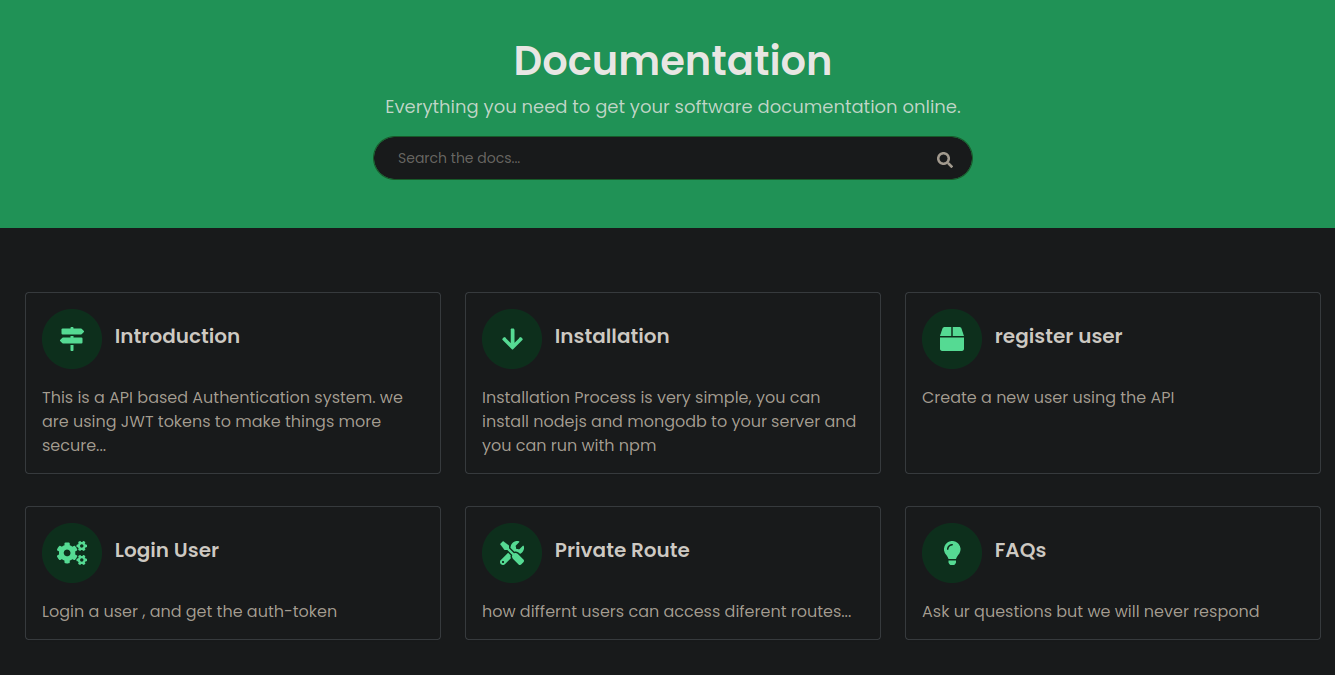 Documentation
Everything you need to get your software documentation online.
Search the docs...
Introduction
This is a API based Authentication system. we
are using JWT tokens to make things more
secure...
Installation
Installation Process is very simple, you can
install nodejs and mongodb to your server and
you can run with npm
register user
Create a new user using the API
Login User
Login a user , and get the auth-token
Private Route
how differnt users can access diferent routes...
FAQs
Ask ur questions but we will never respond